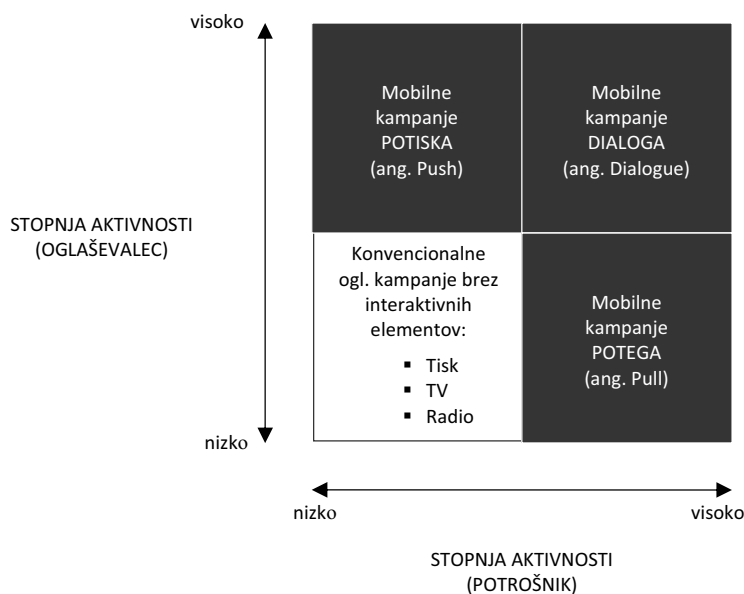 visoko
Mobilne
kampanje
POTISKA
(ang. Push)
Mobilne
kampanje
DIALOGA
(ang. Dialogue)
STOPNJA AKTIVNOSTI
(OGLAŠEVALEC)
Konvencionalne
ogl. kampanje brez
interaktivnih
elementov:
▪ Tisk
▪ TV
▪ Radio
Mobilne
kampanje
POTEGA
(ang. Pull)
nizko
nizko
visoko
STOPNJA AKTIVNOSTI
(POTROŠNIK)